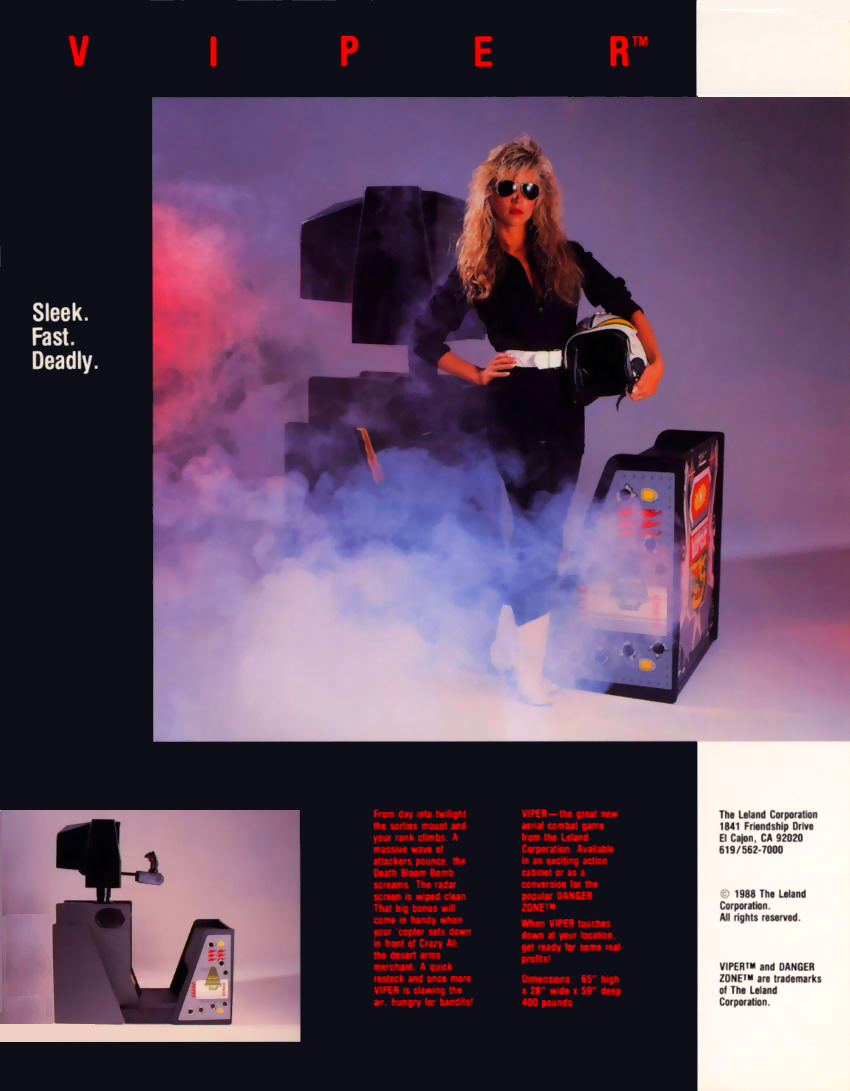 VIPER™
Sleek.
Fast.
Deadly.
From day into twilight
the sorties mount and
your rank climbs. A
massive wave of
attackers pounce, the
Death Bloom Bomb
screams. The radar
screen is wiped clean.
That big bonus will
come in handy when
your 'copter sets down
in front of Crazy Ali,
the desert arms
merchant. A quick
restock and once more
VIPER is clawing the
air, hungry for bandits!
VIPER—the great new
aerial combat game
from the Leland
Corporation. Available
in an exciting action
cabinet or as a
conversion for the
popular DANGER
ZONE™
When VIPER touches
down at your location,
get ready for some real
profits!
Dimensions: 65" high
x 28" wide x 59" deep
400 pounds
The Leland Corporation
1841 Friendship Drive
El Cajon, CA 92020
619/562-7000
© 1988 The Leland
Corporation.
All rights reserved.
VIPER™ and DANGER
ZONE™ are trademarks
of The Leland
Corporation.